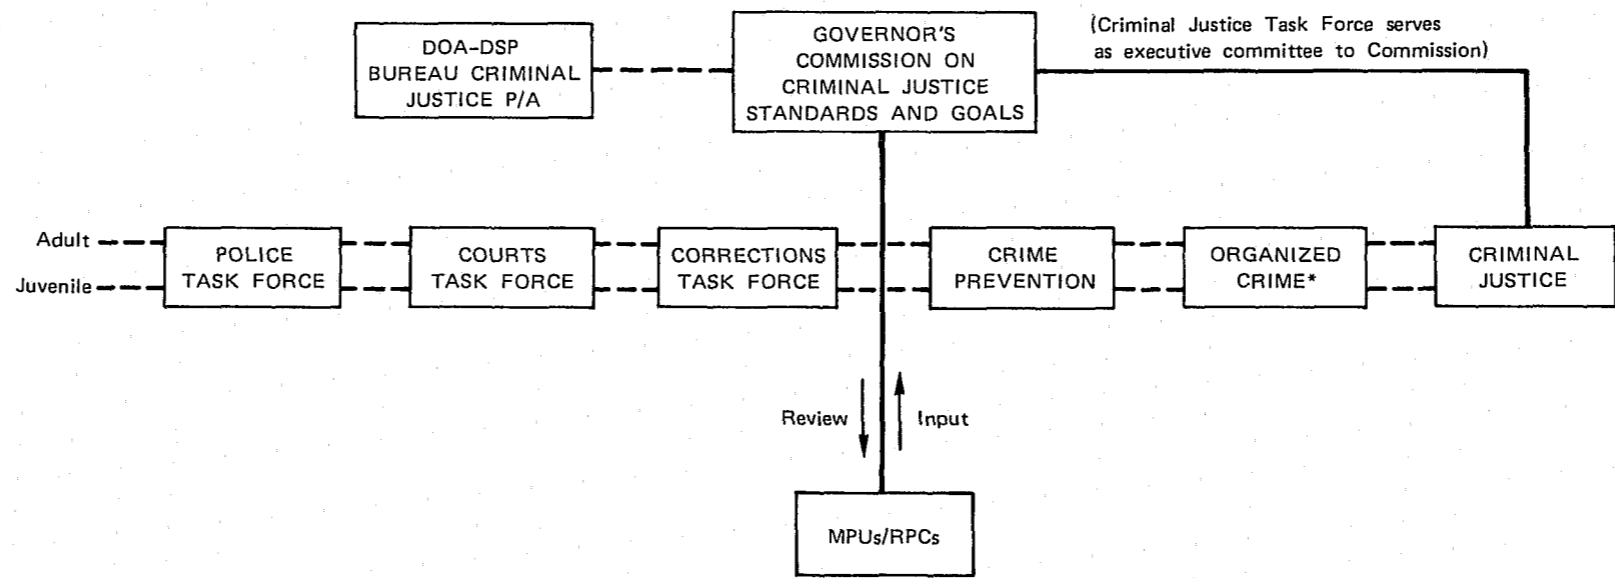 DOA-DSP
BUREAU CRIMINAL
JUSTICE P/A
GOVERNOR'S
COMMISSION ON
CRIMINAL JUSTICE
STANDARDS AND GOALS
(Criminal Justice Task Force serves
as executive committee to Commission)
Adult
Juvenile
POLICE
TASK FORCE
COURTS
TASK FORCE
CORRECTIONS
TASK FORCE
CRIME
PREVENTION
ORGANIZED
CRIME*
CRIMINAL
JUSTICE
Review
Input
MPUs/RPCs